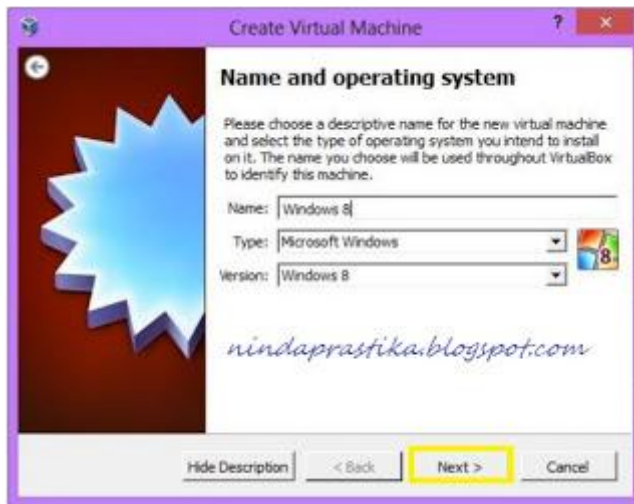 Create Virtual Machine
?
Name and operating system
Please choose a descriptive name for the new virtual machine
and select the type of operating system you intend to install
on it. The name you choose will be used throughout VirtualBox
to identify this machine.
Name: Windows 8
Type: Microsoft Windows
8
Version: Windows 8
nindaprastika.blogspot.com
Hide Description < Back Next > Cancel